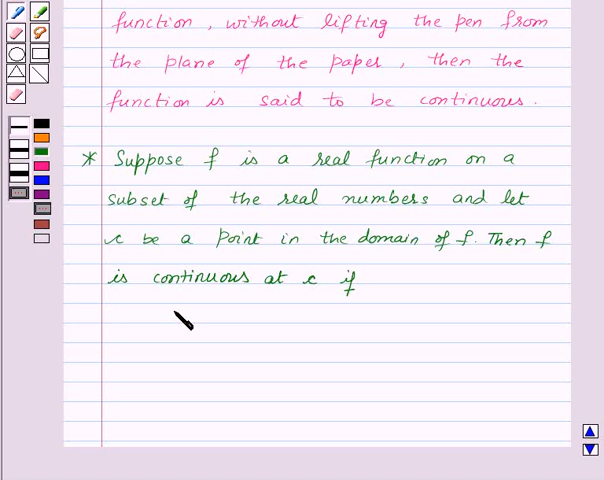 function, without lifting the pen from
the plane of the paper, then the
function is said to be continuous.
* Suppose f is a real function on a
subset of the real numbers and let
c be a point in the domain of f. Then f
is continuous at c if